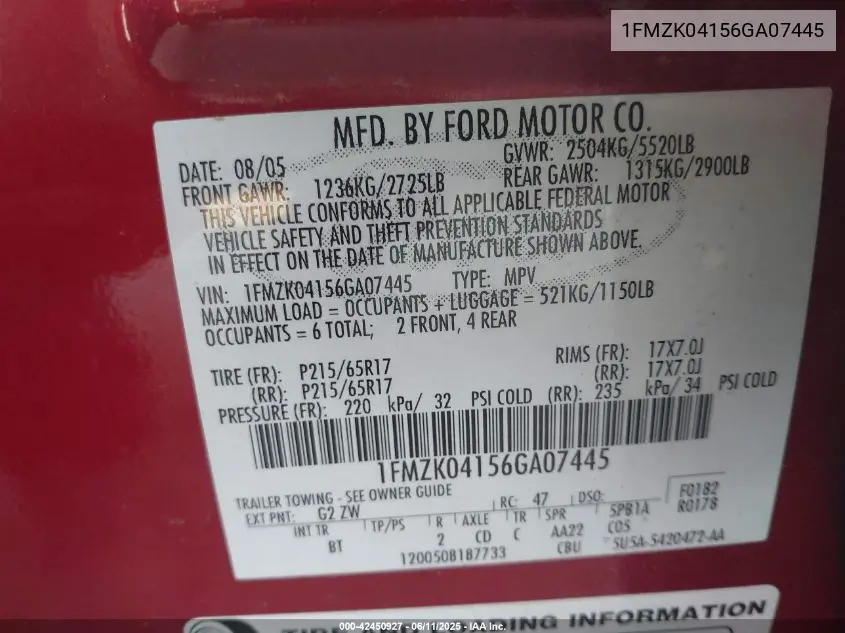 1FMZK04156GA07445
MFD. BY FORD MOTOR CO.
DATE: 08/05 GVWR: 2504KG/5520LB
FRONT GAWR: 1236KG/2725LB REAR GAWR: 1315KG/2900LB
THIS VEHICLE CONFORMS TO ALL APPLICABLE FEDERAL MOTOR
VEHICLE SAFETY AND THEFT PREVENTION STANDARDS
IN EFFECT ON THE DATE OF MANUFACTURE SHOWN ABOVE.
VIN: 1FMZK04156GA07445 TYPE: MPV
MAXIMUM LOAD = OCCUPANTS + LUGGAGE = 521KG/1150LB
OCCUPANTS = 6 TOTAL; 2 FRONT, 4 REAR
TIRE (FR): P215/65R17 RIMS (FR): 17X7.0J
(RR): P215/65R17 (RR): 17X7.0J
PRESSURE (FR): 220 kPa/ 32 PSI COLD (RR): 235 kPa/ 34 PSI COLD
1FMZK04156GA07445
TRAILER TOWING - SEE OWNER GUIDE
EXT PNT: G2 ZW RC: 47 DSO: F0182
INT TR TP/PS R AXLE TR SPR 5PB1A R0178
BT 2 CD C AA22 C05
1200508187733 CBU 5U5A-5420472-AA
INFORMATION
00 - 42450927 - 06/11/2025 - IAA Inc.